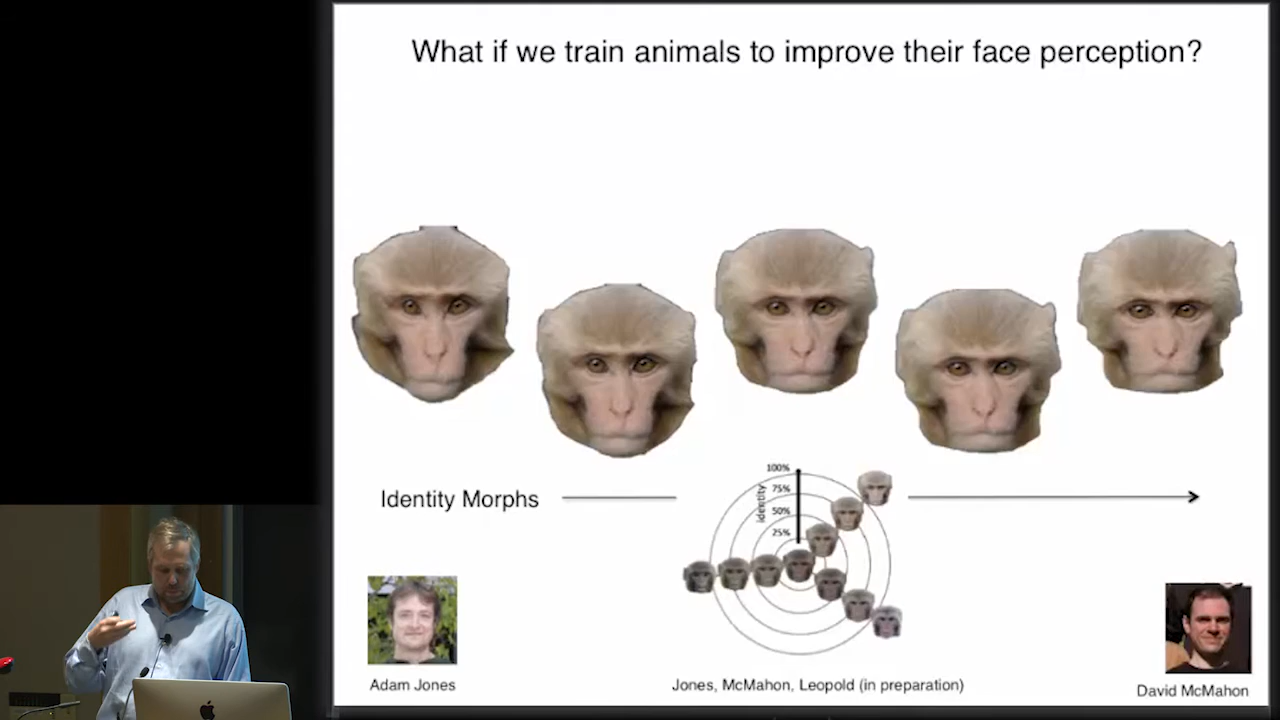 What if we train animals to improve their face perception?
100%
75%
50%
25%
identity
Identity Morphs
Adam Jones
Jones, McMahon, Leopold (in preparation)
David McMahon